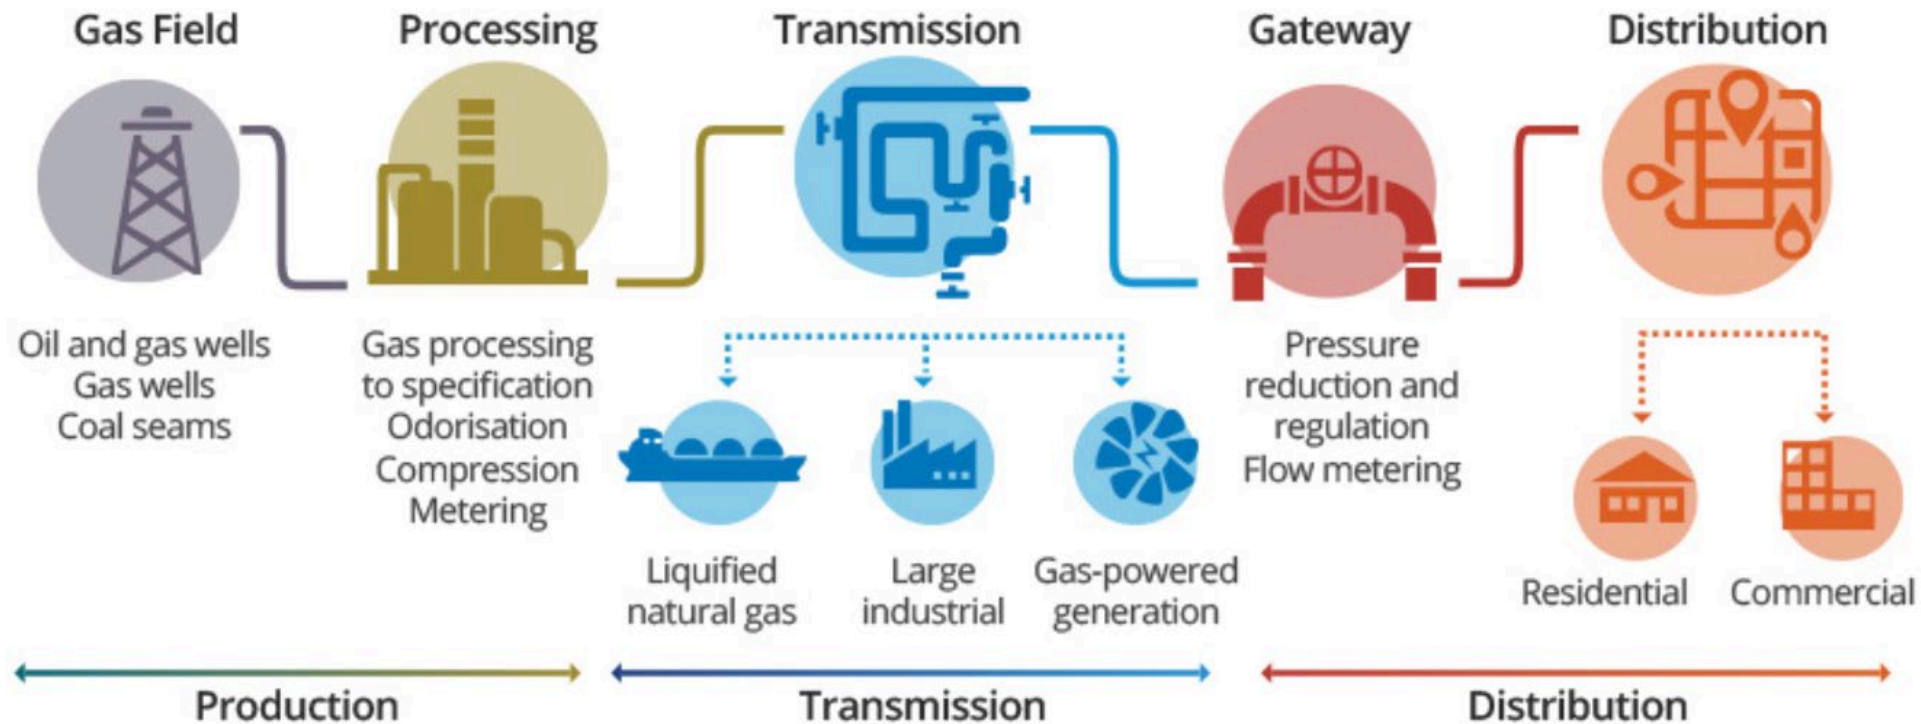 Gas Field
Processing
Transmission
Gateway
Distribution
Oil and gas wells
Gas wells
Coal seams
Gas processing
to specification
Odorisation
Compression
Metering
Liquified
natural gas
Large
industrial
Gas-powered
generation
Pressure
reduction and
regulation
Flow metering
Residential
Commercial
Production
Transmission
Distribution